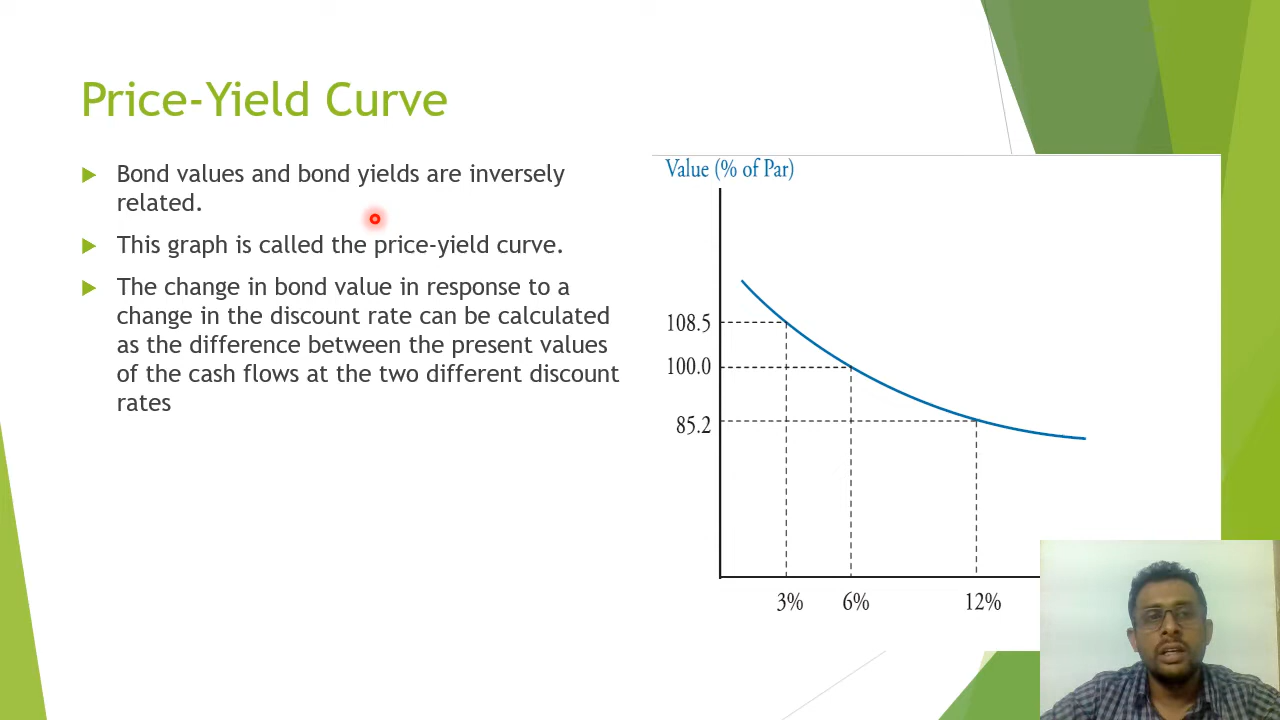 Price-Yield Curve
Bond values and bond yields are inversely
related.
This graph is called the price-yield curve.
The change in bond value in response to a
change in the discount rate can be calculated
as the difference between the present values
of the cash flows at the two different discount
rates
Value (% of Par)
108.5
100.0
85.2
3%
6%
12%